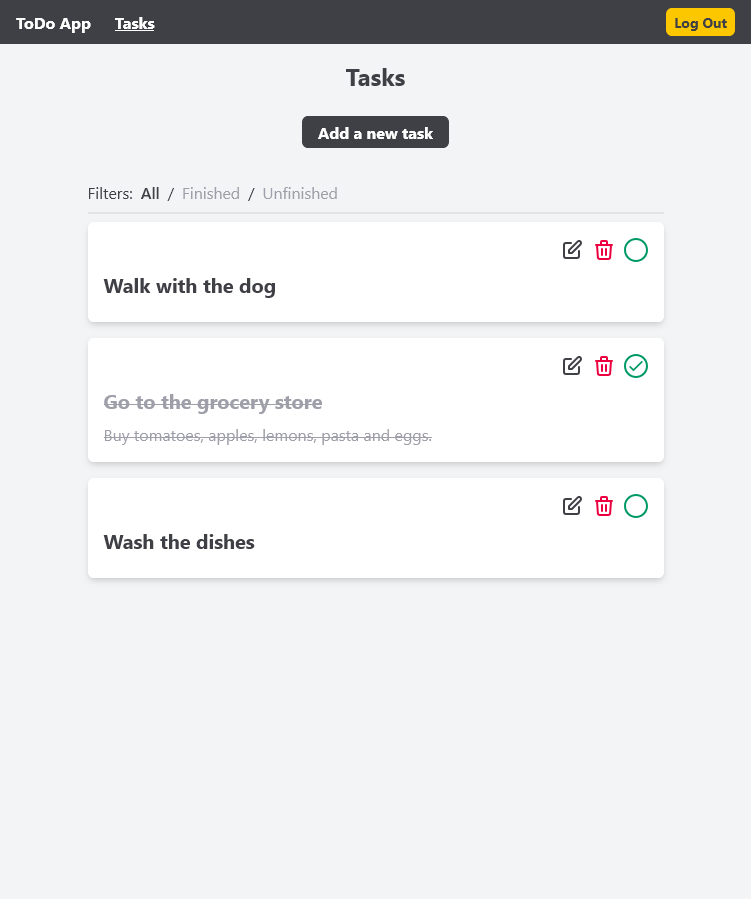 ToDo App Tasks Log Out
Tasks
Add a new task
Filters: All / Finished / Unfinished
Walk with the dog
Go to the grocery store
Buy tomatoes, apples, lemons, pasta and eggs.
Wash the dishes